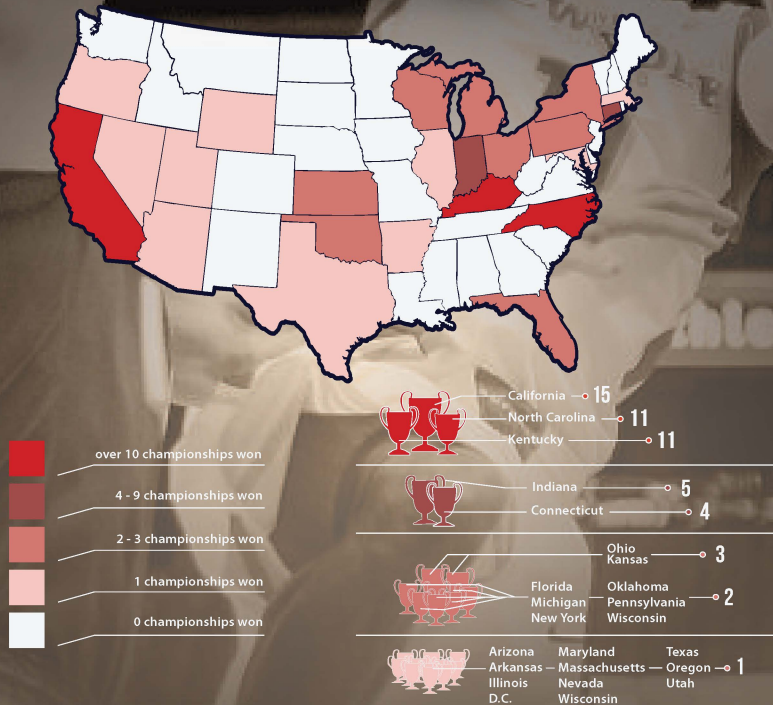 California 15
North Carolina 11
Kentucky 11
over 10 championships won
4 - 9 championships won
2 - 3 championships won
1 championships won
0 championships won
Indiana 5
Connecticut 4
Ohio
Kansas
3
Florida Oklahoma
Michigan Pennsylvania 2
New York Wisconsin
Arizona Maryland Texas
Arkansas Massachusetts Oregon 1
Illinois Nevada Utah
D.C. Wisconsin